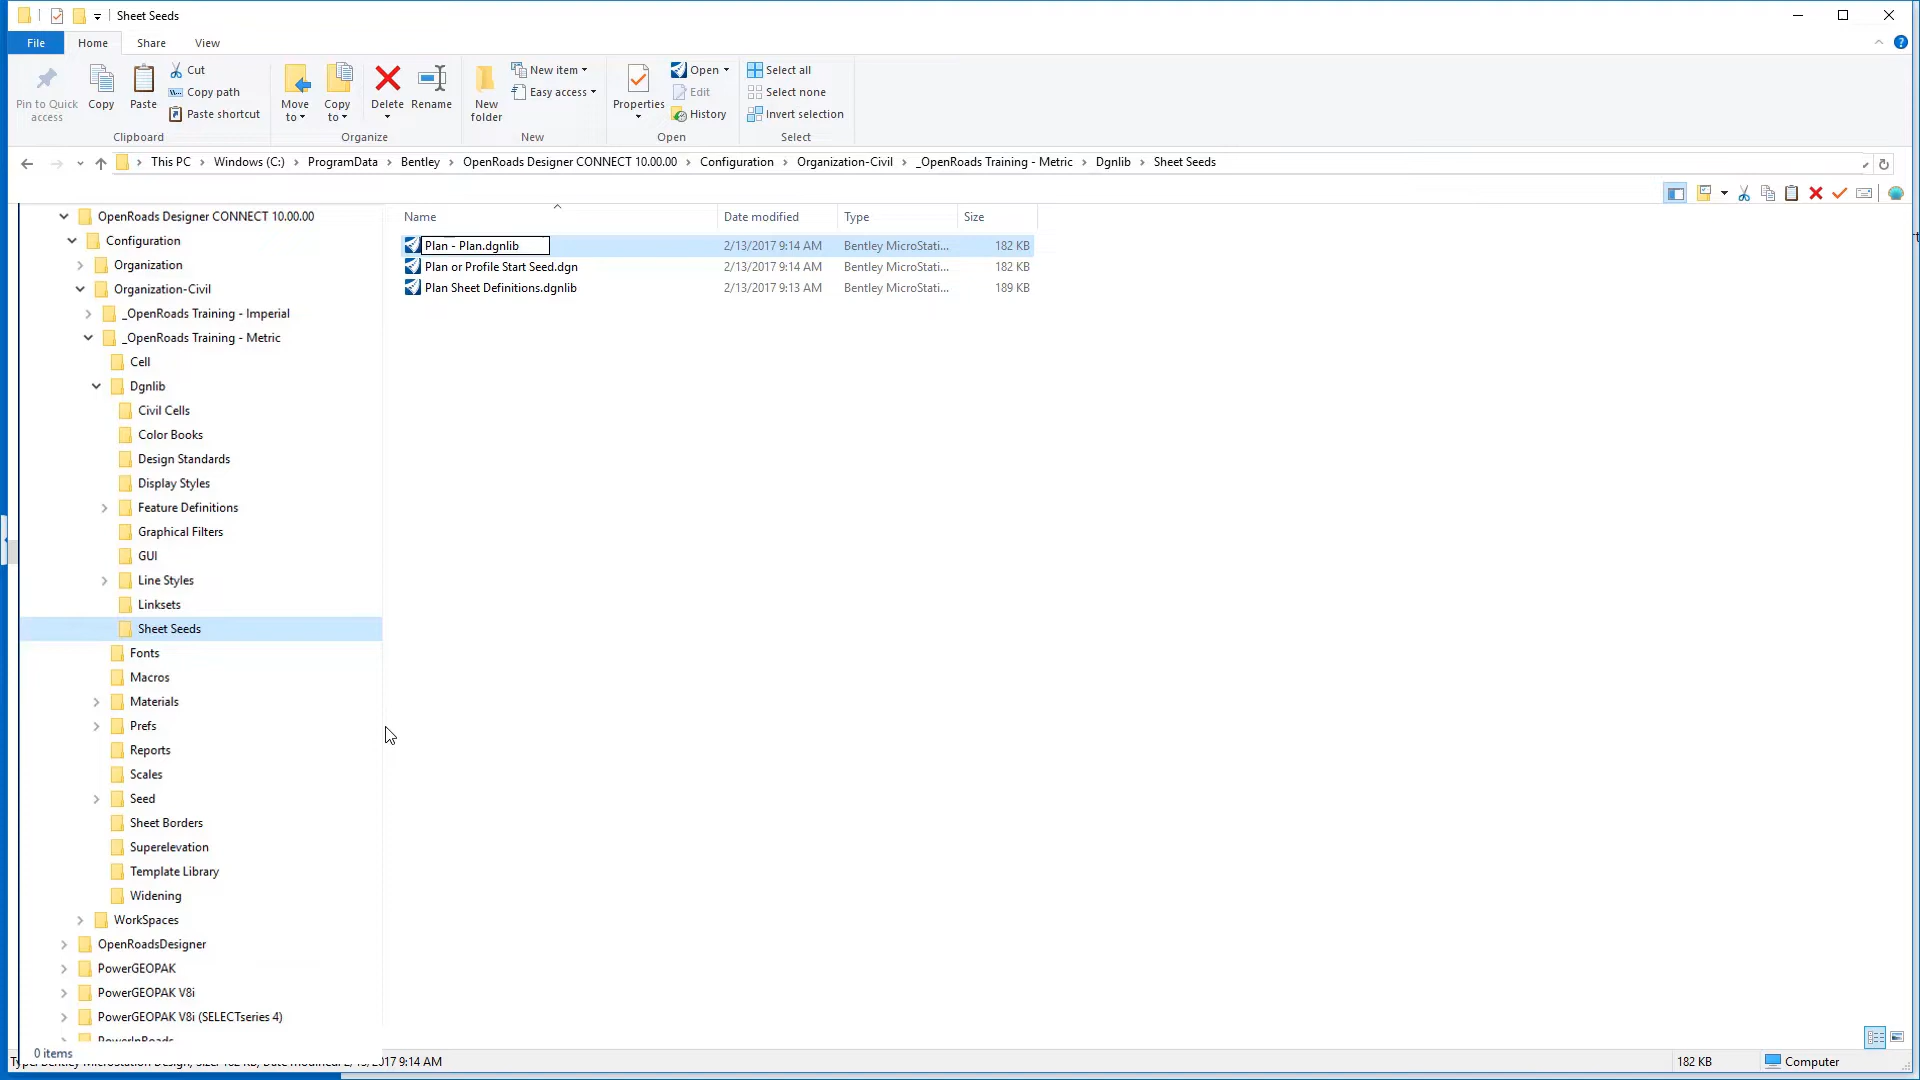 Sheet Seeds
File Home Share View
Pin to Quick access
Copy
Paste
Cut
Copy path
Paste shortcut
Clipboard
Move to
Copy to
Delete
Rename
Organize
New folder
New item
Easy access
New
Properties
Open
Edit
History
Open
Select all
Select none
Invert selection
Select
This PC > Windows (C:) > ProgramData > Bentley > OpenRoads Designer CONNECT 10.00.00 > Configuration > Organization-Civil > _OpenRoads Training - Metric > Dgnlib > Sheet Seeds
OpenRoads Designer CONNECT 10.00.00
Configuration
Organization
Organization-Civil
_OpenRoads Training - Imperial
_OpenRoads Training - Metric
Cell
Dgnlib
Civil Cells
Color Books
Design Standards
Display Styles
Feature Definitions
Graphical Filters
GUI
Line Styles
Linksets
Sheet Seeds
Fonts
Macros
Materials
Prefs
Reports
Scales
Seed
Sheet Borders
Superelevation
Template Library
Widening
WorkSpaces
OpenRoadsDesigner
PowerGEOPAK
PowerGEOPAK V8i
PowerGEOPAK V8i (SELECTseries 4)
PowerInRoads
Name Date modified Type Size
Plan - Plan.dgnlib 2/13/2017 9:14 AM Bentley MicroStati... 182 KB
Plan or Profile Start Seed.dgn 2/13/2017 9:14 AM Bentley MicroStati... 182 KB
Plan Sheet Definitions.dgnlib 2/13/2017 9:13 AM Bentley MicroStati... 189 KB
0 items
2017 9:14 AM
182 KB
Computer